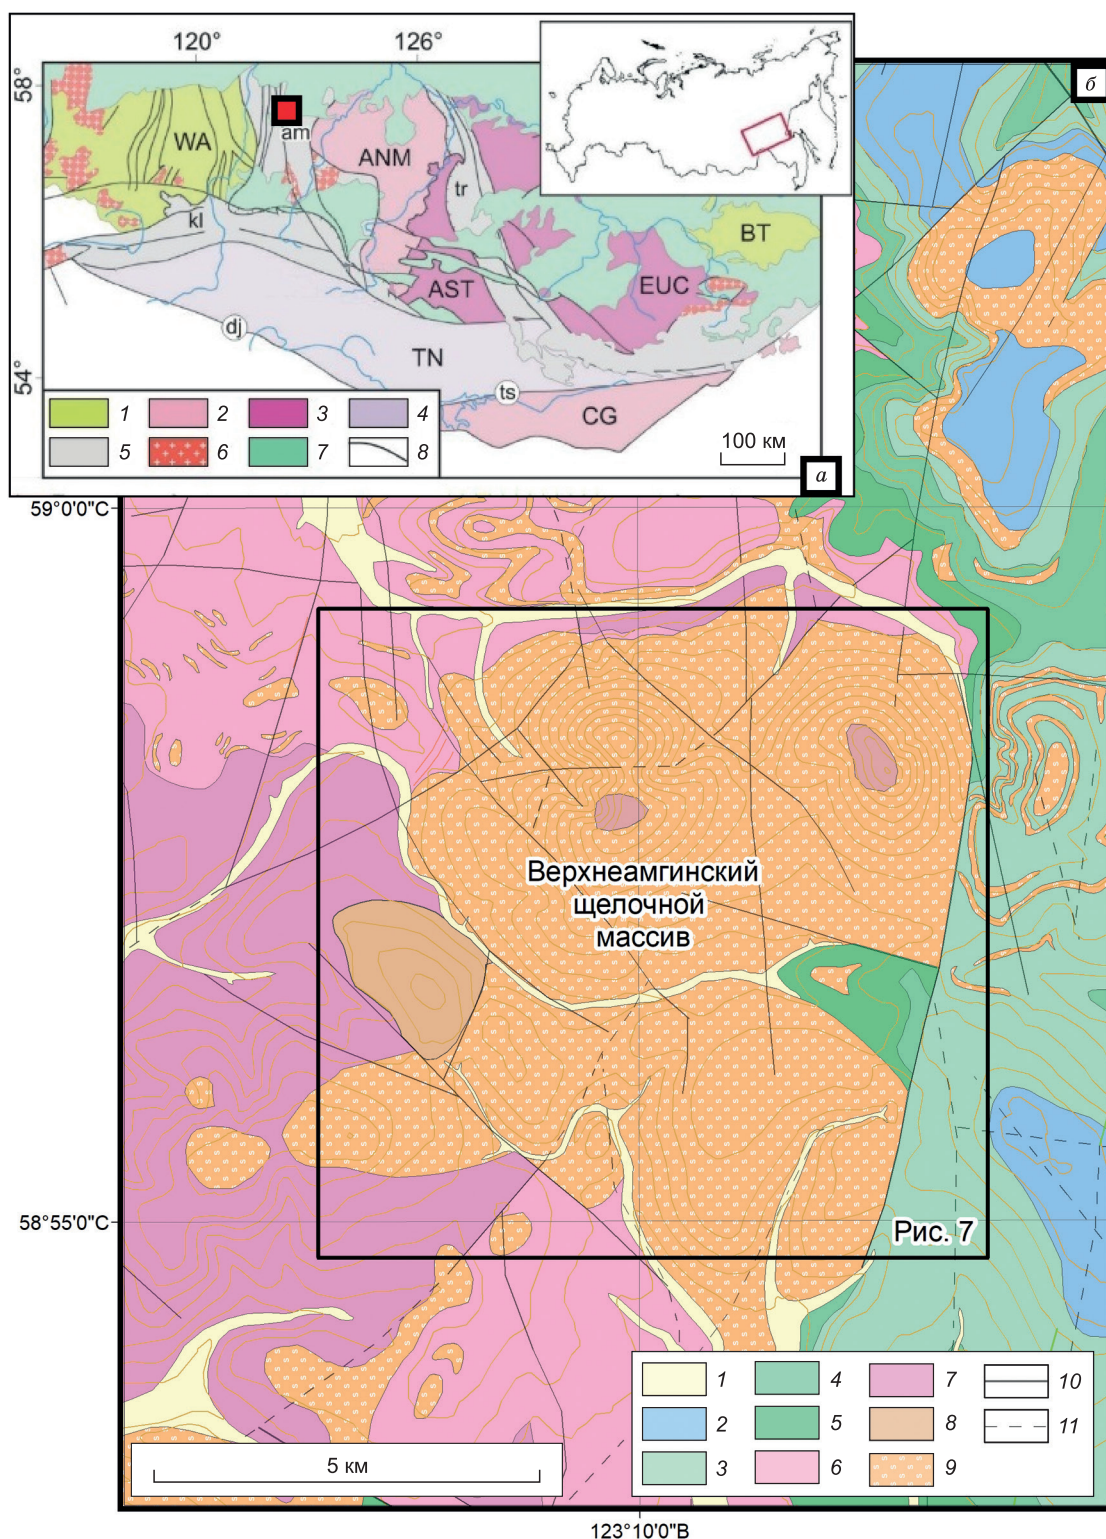 120° 126°
58°
54°
WA
am
ANM
tr
kl
BT
AST
EUC
dj
TN
ts
CG
1 2 3 4
5 6 7 8
100 км
а
б
59°0'0"С
Верхнеамгинский
щелочной
массив
58°55'0"С
Рис. 7
1 4 7 10
2 5 8 11
3 6 9
5 км
123°10'0"В